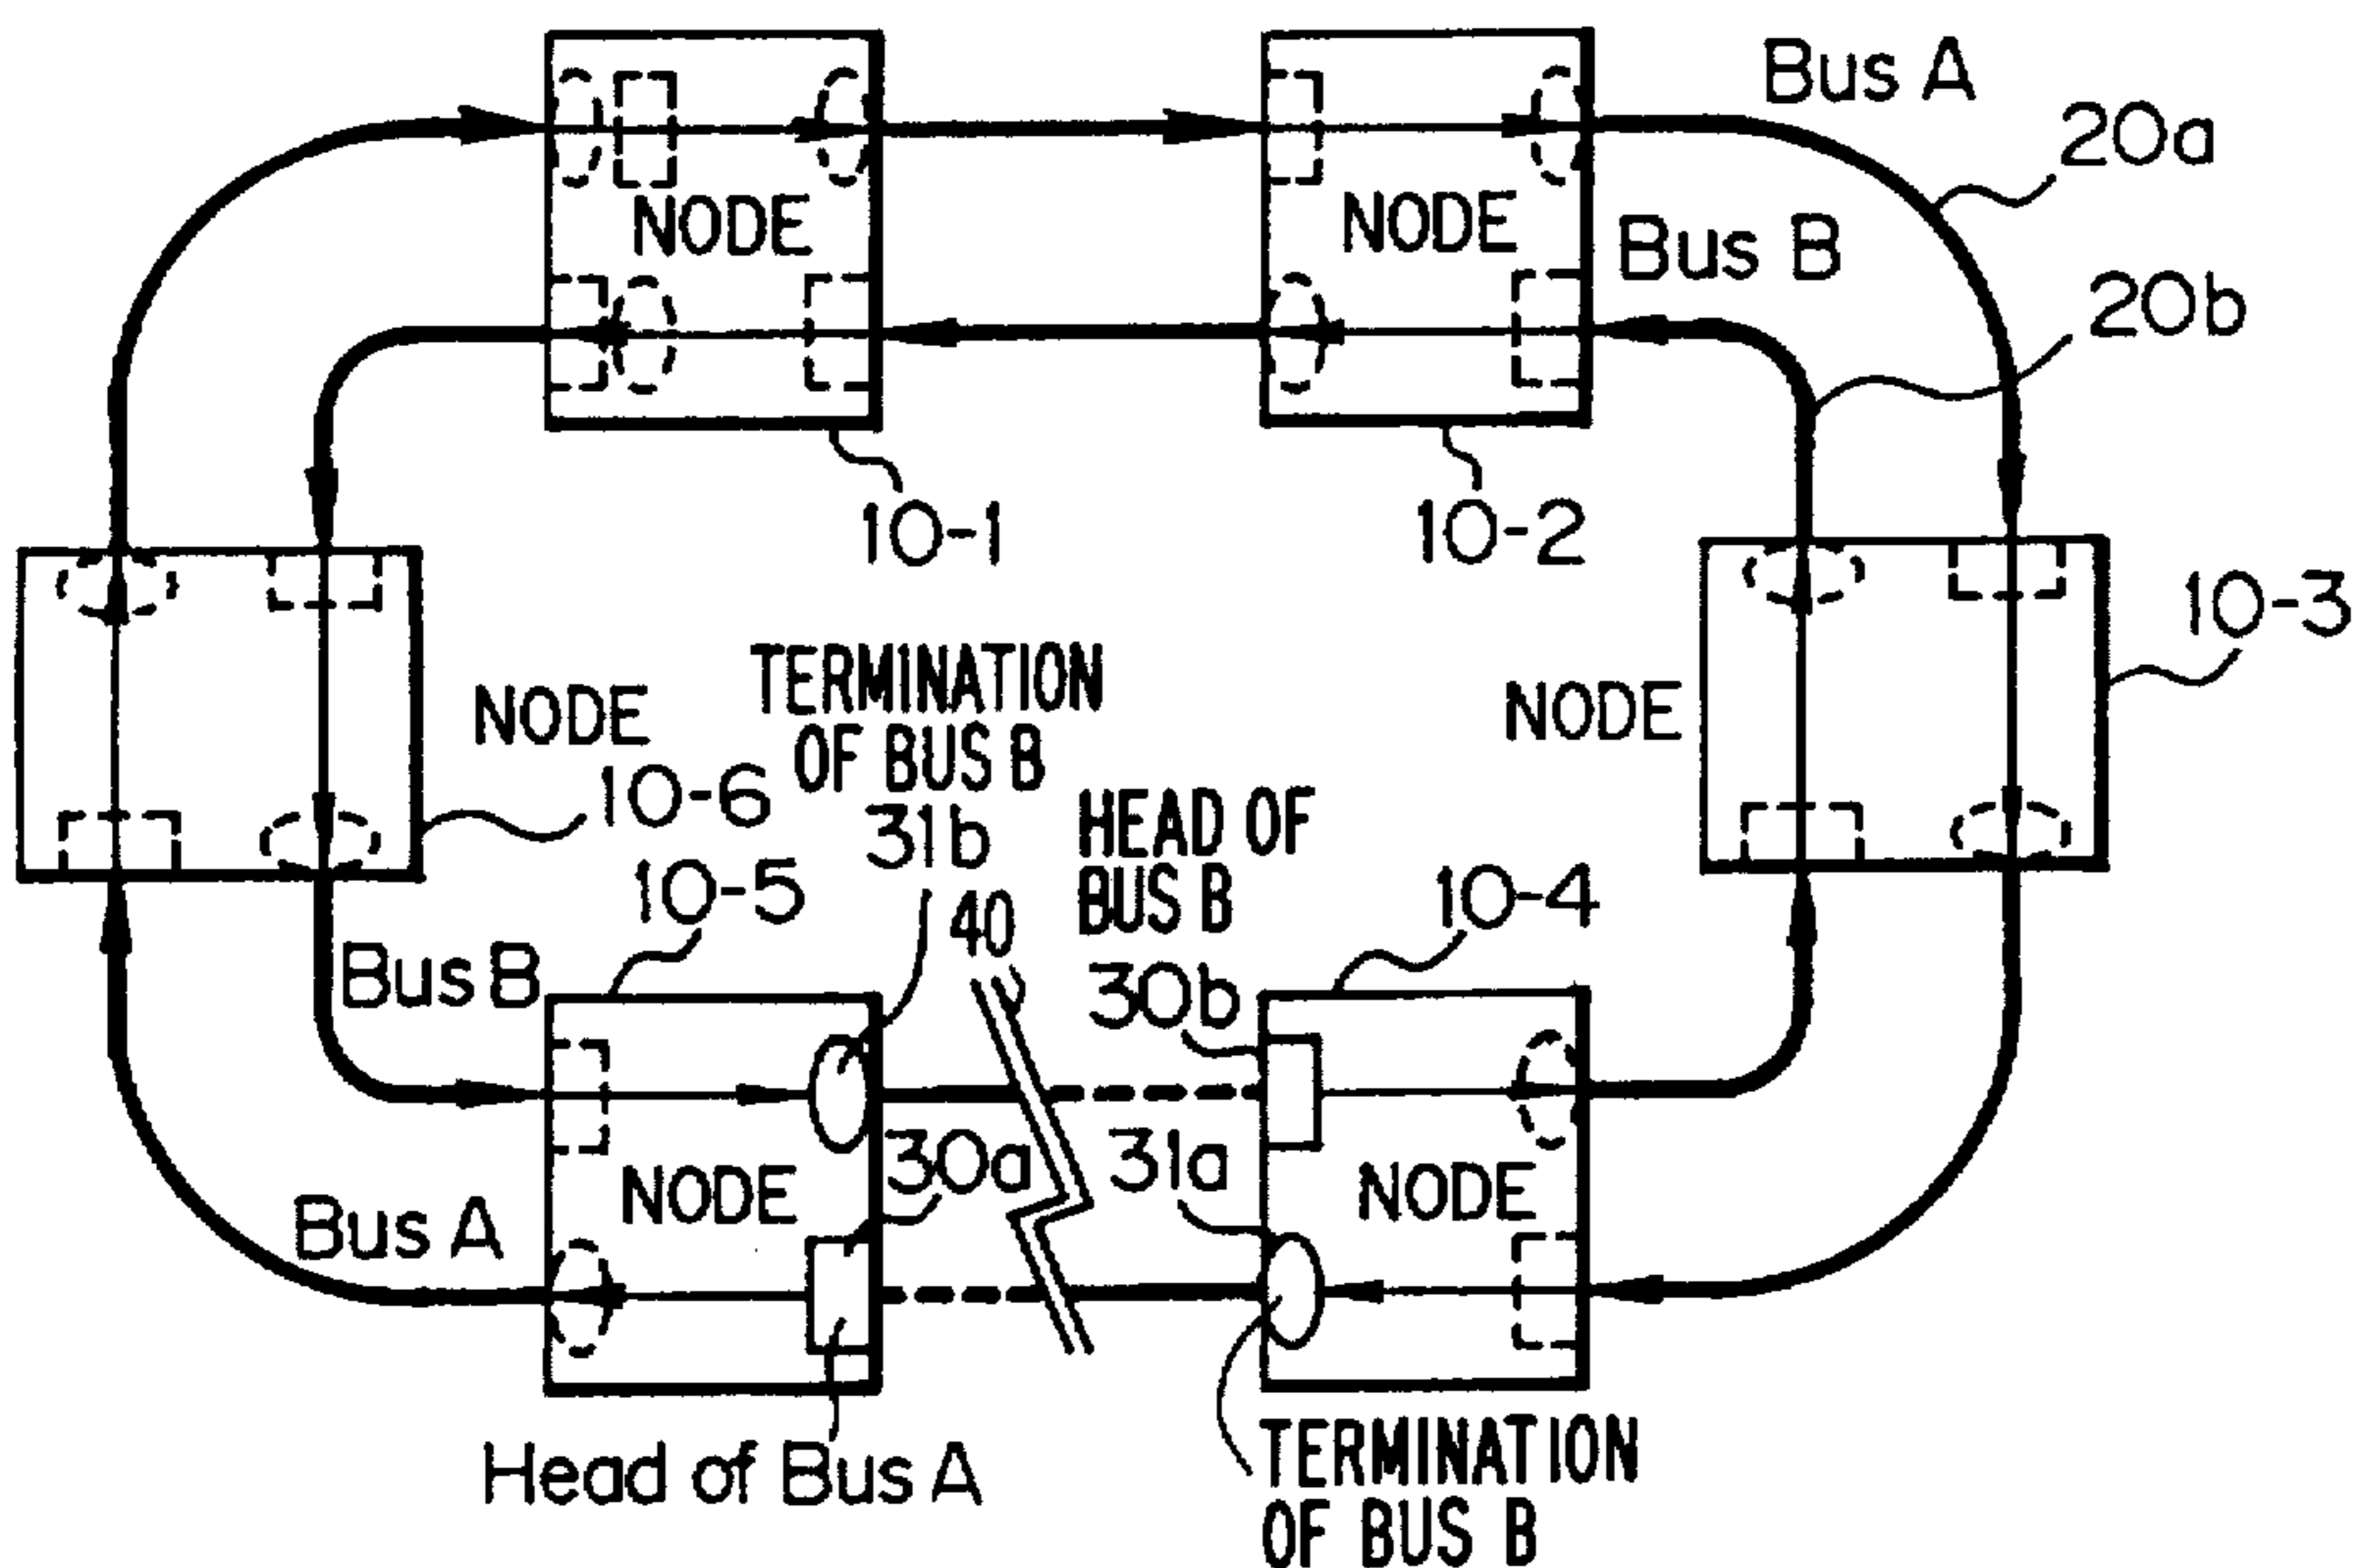 Bus A
20a
NODE
NODE
Bus B
20b
10-1
10-2
10-3
TERMINATION
OF BUS B
NODE
NODE
10-6
31b
HEAD OF
BUS B
10-5
40
10-4
Bus B
30b
30a
31a
NODE
NODE
Bus A
Head of Bus A
TERMINATION
OF BUS B